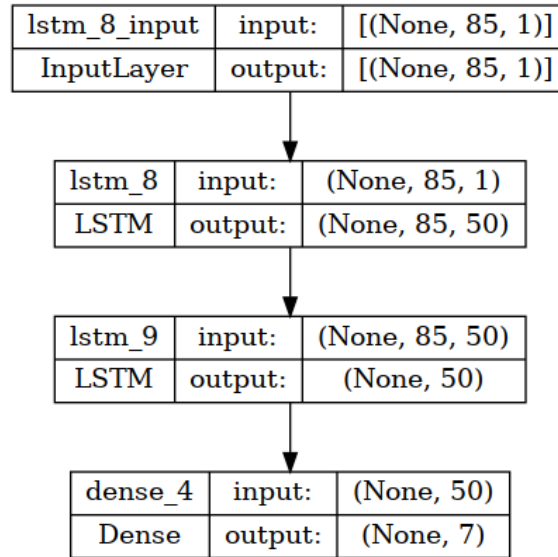 lstm_8_input input: [(None, 85, 1)]
InputLayer output: [(None, 85, 1)]
lstm_8 input: (None, 85, 1)
LSTM output: (None, 85, 50)
lstm_9 input: (None, 85, 50)
LSTM output: (None, 50)
dense_4 input: (None, 50)
Dense output: (None, 7)